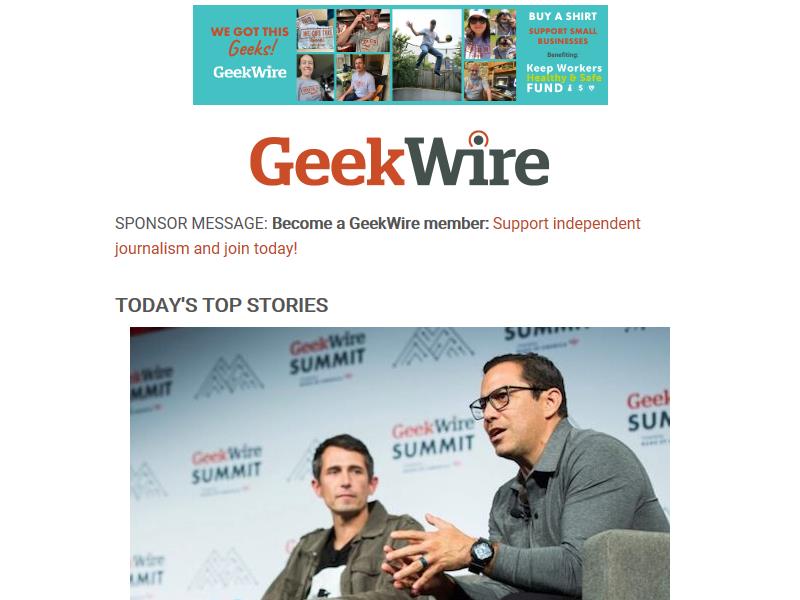 WE GOT THIS
Geeks!
GeekWire
BUY A SHIRT
SUPPORT SMALL
BUSINESSES
Benefiting:
Keep Workers
Healthy & Safe
FUND
GeekWire
SPONSOR MESSAGE: Become a GeekWire member: Support independent
journalism and join today!
TODAY'S TOP STORIES
GeekWire
SUMMIT
GeekWire
SUMMIT
GeekWire
SUMMIT
SUMMIT